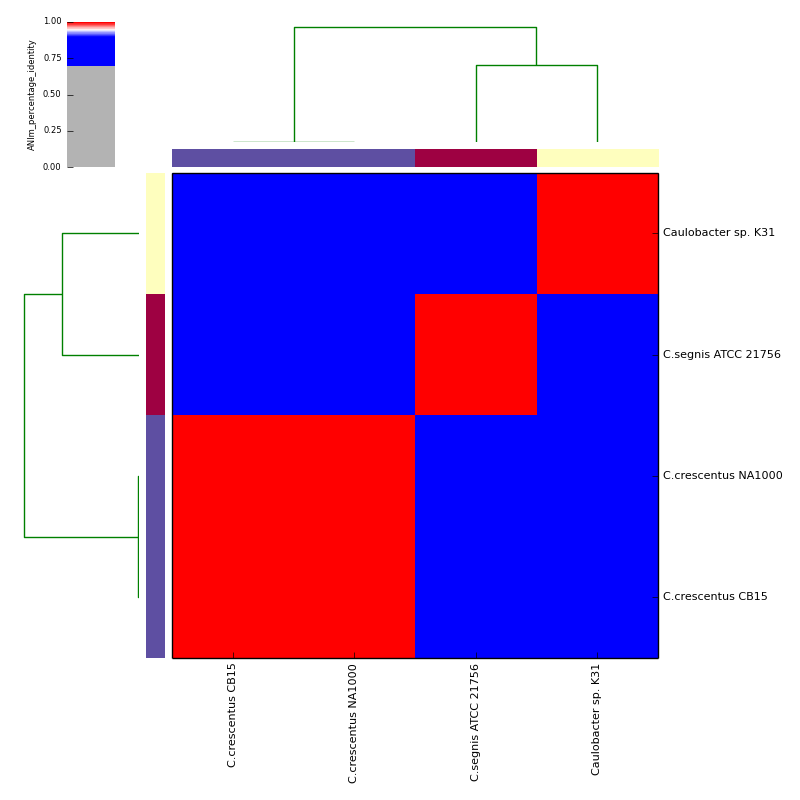 1.00
0.75
0.50
0.25
0.00
ANIm_percentage_identity
Caulobacter sp. K31
C.segnis ATCC 21756
C.crescentus NA1000
C.crescentus CB15
C.crescentus CB15
C.crescentus NA1000
C.segnis ATCC 21756
Caulobacter sp. K31